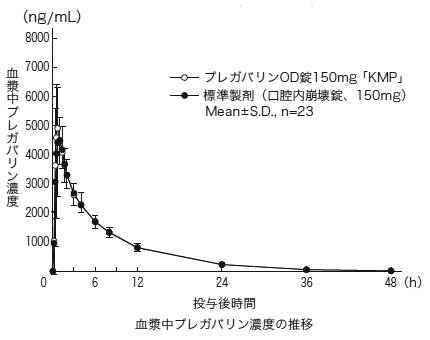 (ng/mL)
8000
7000
6000
5000
4000
3000
2000
1000
0
血漿中プレガバリン濃度
プレガバリンOD錠150mg「KMP」
標準製剤（口腔内崩壊錠、150mg）
Mean±S.D., n=23
6 12 24 36 48 (h)
投与後時間
血漿中プレガバリン濃度の推移